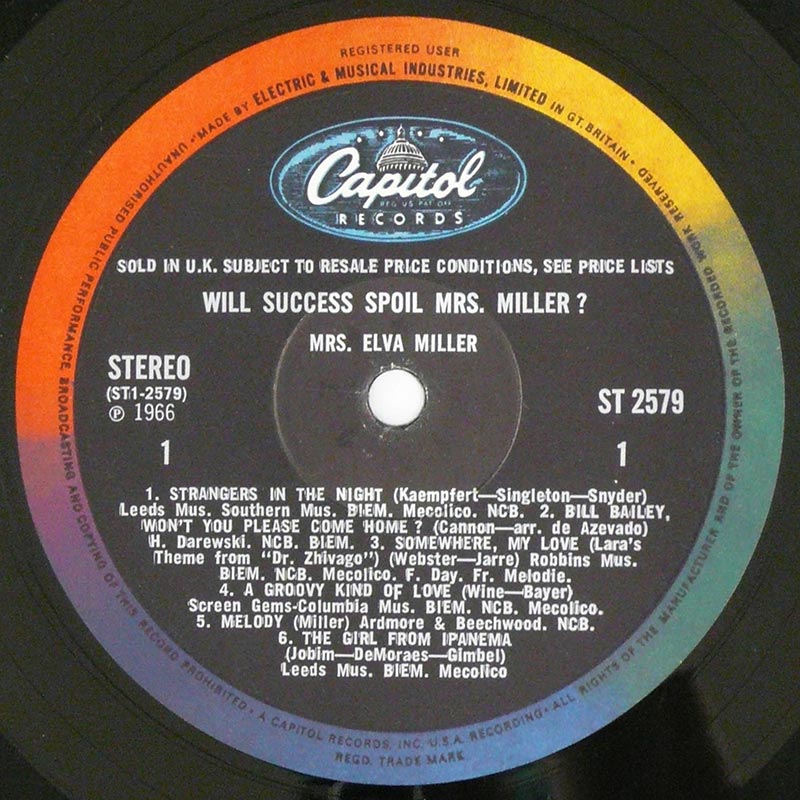 REGISTERED USER
• MADE BY ELECTRIC & MUSICAL INDUSTRIES, LIMITED IN GT. BRITAIN •
Capitol
REG. US. PAT. OFF.
RECORDS
SOLD IN U.K. SUBJECT TO RESALE PRICE CONDITIONS, SEE PRICE LISTS
WILL SUCCESS SPOIL MRS. MILLER ?
MRS. ELVA MILLER
STEREO
(ST1-2579)
℗ 1966
ST 2579
1
1
1. STRANGERS IN THE NIGHT (Kaempfert—Singleton—Snyder)
Leeds Mus. Southern Mus. BIEM. Mecolico. NCB. 2. BILL BAILEY,
WON'T YOU PLEASE COME HOME ? (Cannon—arr. de Azevado)
H. Darewski. NCB. BIEM. 3. SOMEWHERE, MY LOVE (Lara's
Theme from "Dr. Zhivago") (Webster—Jarre) Robbins Mus.
BIEM. NCB. Mecolico. F. Day. Fr. Melodie.
4. A GROOVY KIND OF LOVE (Wine—Bayer)
Screen Gems-Columbia Mus. BIEM. NCB. Mecolico.
5. MELODY (Miller) Ardmore & Beechwood. NCB.
6. THE GIRL FROM IPANEMA
(Jobim—DeMoraes—Gimbel)
Leeds Mus. BIEM. Mecolico
ALL RIGHTS OF THE MANUFACTURER AND OF THE OWNER OF THE RECORDED WORK RESERVED
UNAUTHORISED PUBLIC PERFORMANCE, BROADCASTING AND COPYING OF THIS RECORD PROHIBITED •
A CAPITOL RECORDS, INC. U.S.A. RECORDING •
REGD. TRADE MARK